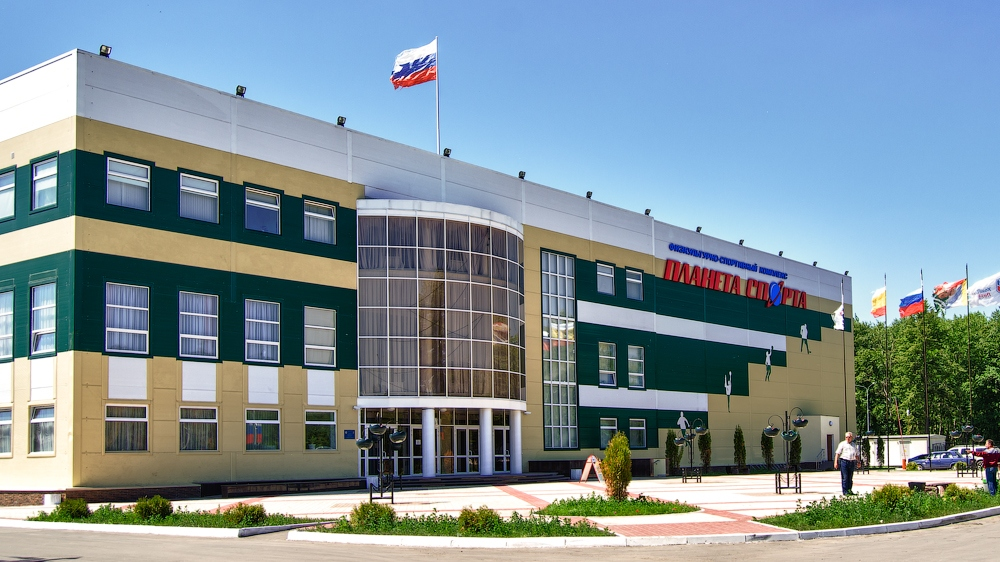 ФИЗКУЛЬТУРНО-СПОРТИВНЫЙ КОМПЛЕКС
ПЛАНЕТА СПОРТА